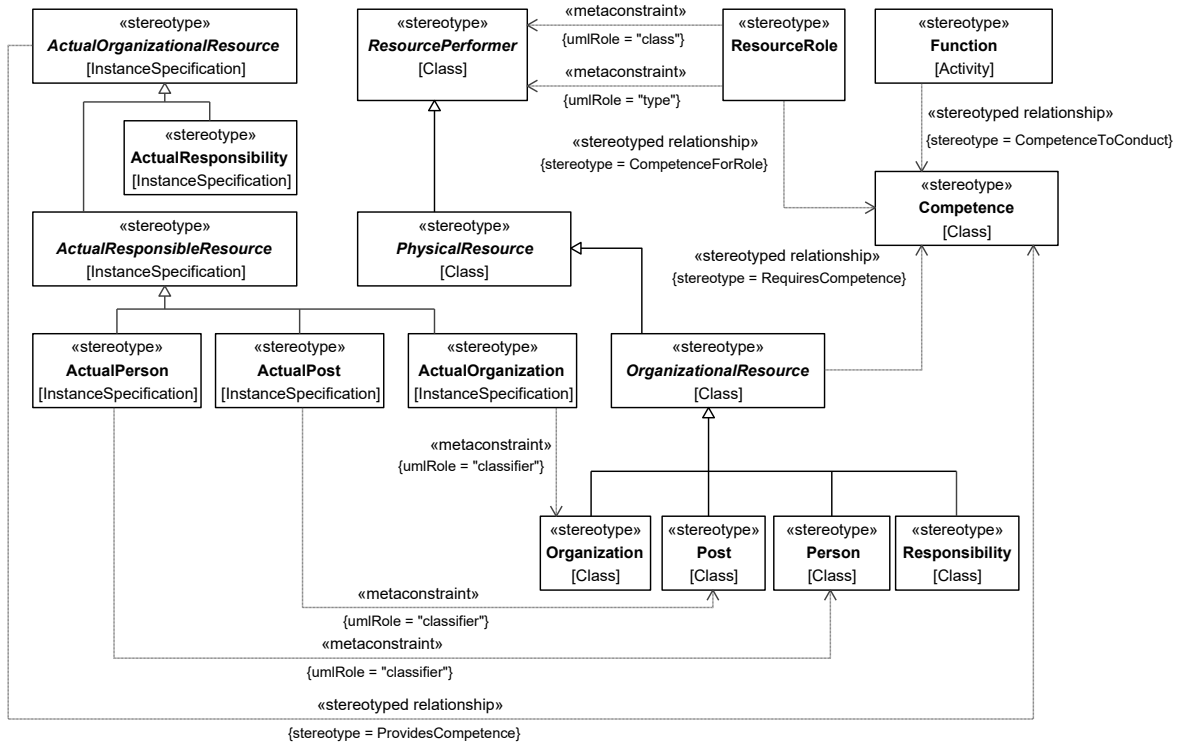 «stereotype»
ActualOrganizationalResource
[InstanceSpecification]
«stereotype»
ResourcePerformer
[Class]
«metaconstraint»
{umlRole = "class"}
«metaconstraint»
{umlRole = "type"}
«stereotype»
ResourceRole
«stereotype»
Function
[Activity]
«stereotype»
ActualResponsibility
[InstanceSpecification]
«stereotyped relationship»
{stereotype = CompetenceForRole}
«stereotyped relationship»
{stereotype = CompetenceToConduct}
«stereotype»
Competence
[Class]
«stereotype»
ActualResponsibleResource
[InstanceSpecification]
«stereotype»
PhysicalResource
[Class]
«stereotyped relationship»
{stereotype = RequiresCompetence}
«stereotype»
ActualPerson
[InstanceSpecification]
«stereotype»
ActualPost
[InstanceSpecification]
«stereotype»
ActualOrganization
[InstanceSpecification]
«stereotype»
OrganizationalResource
[Class]
«metaconstraint»
{umlRole = "classifier"}
«stereotype»
Organization
[Class]
«stereotype»
Post
[Class]
«stereotype»
Person
[Class]
«stereotype»
Responsibility
[Class]
«metaconstraint»
{umlRole = "classifier"}
«metaconstraint»
{umlRole = "classifier"}
«stereotyped relationship»
{stereotype = ProvidesCompetence}